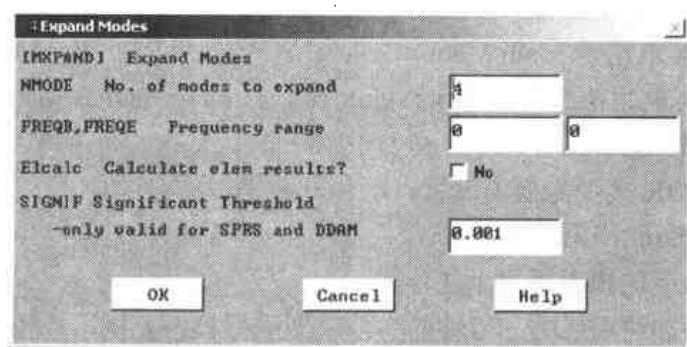 Expand Modes
[MXPAND] Expand Modes
NMODE No. of modes to expand 4
FREQB,FREQE Frequency range 0 0
Elcalc Calculate elem results? No
SIGNIF Significant Threshold
-only valid for SPRS and DDAM 0.001
OK Cancel Help